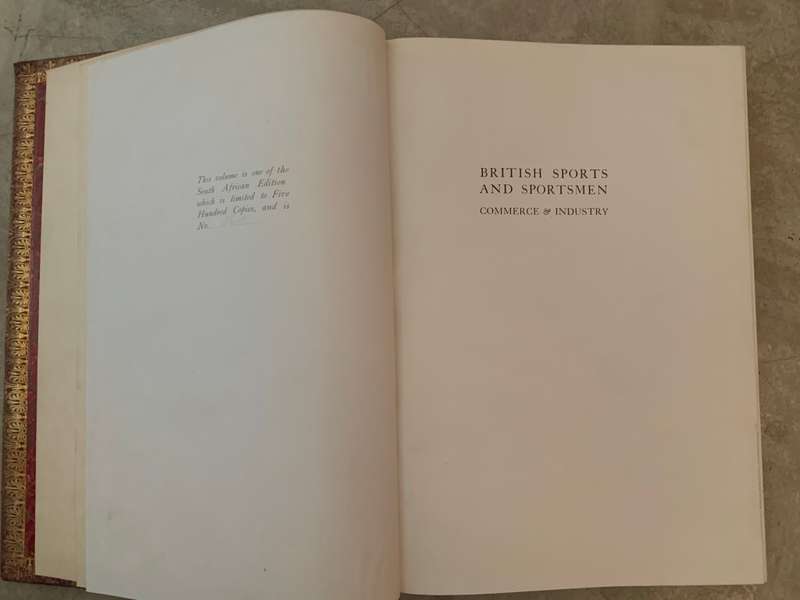 This volume is one of the
South African Edition
which is limited to Five
Hundred Copies, and is
No.
BRITISH SPORTS
AND SPORTSMEN
COMMERCE & INDUSTRY